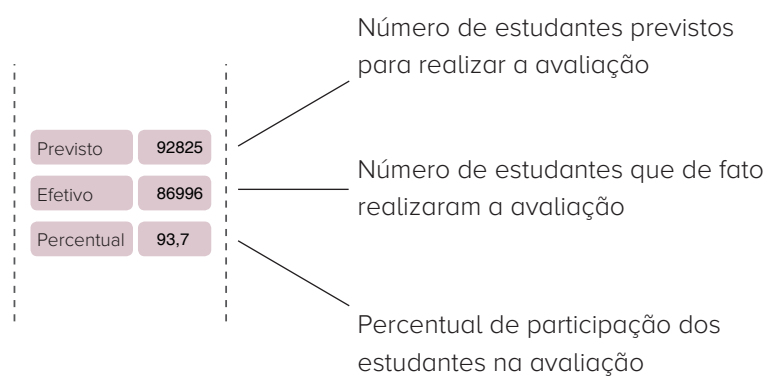 Número de estudantes previstos
para realizar a avaliação
Previsto 92825
Efetivo 86996
Percentual 93,7
Número de estudantes que de fato
realizaram a avaliação
Percentual de participação dos
estudantes na avaliação